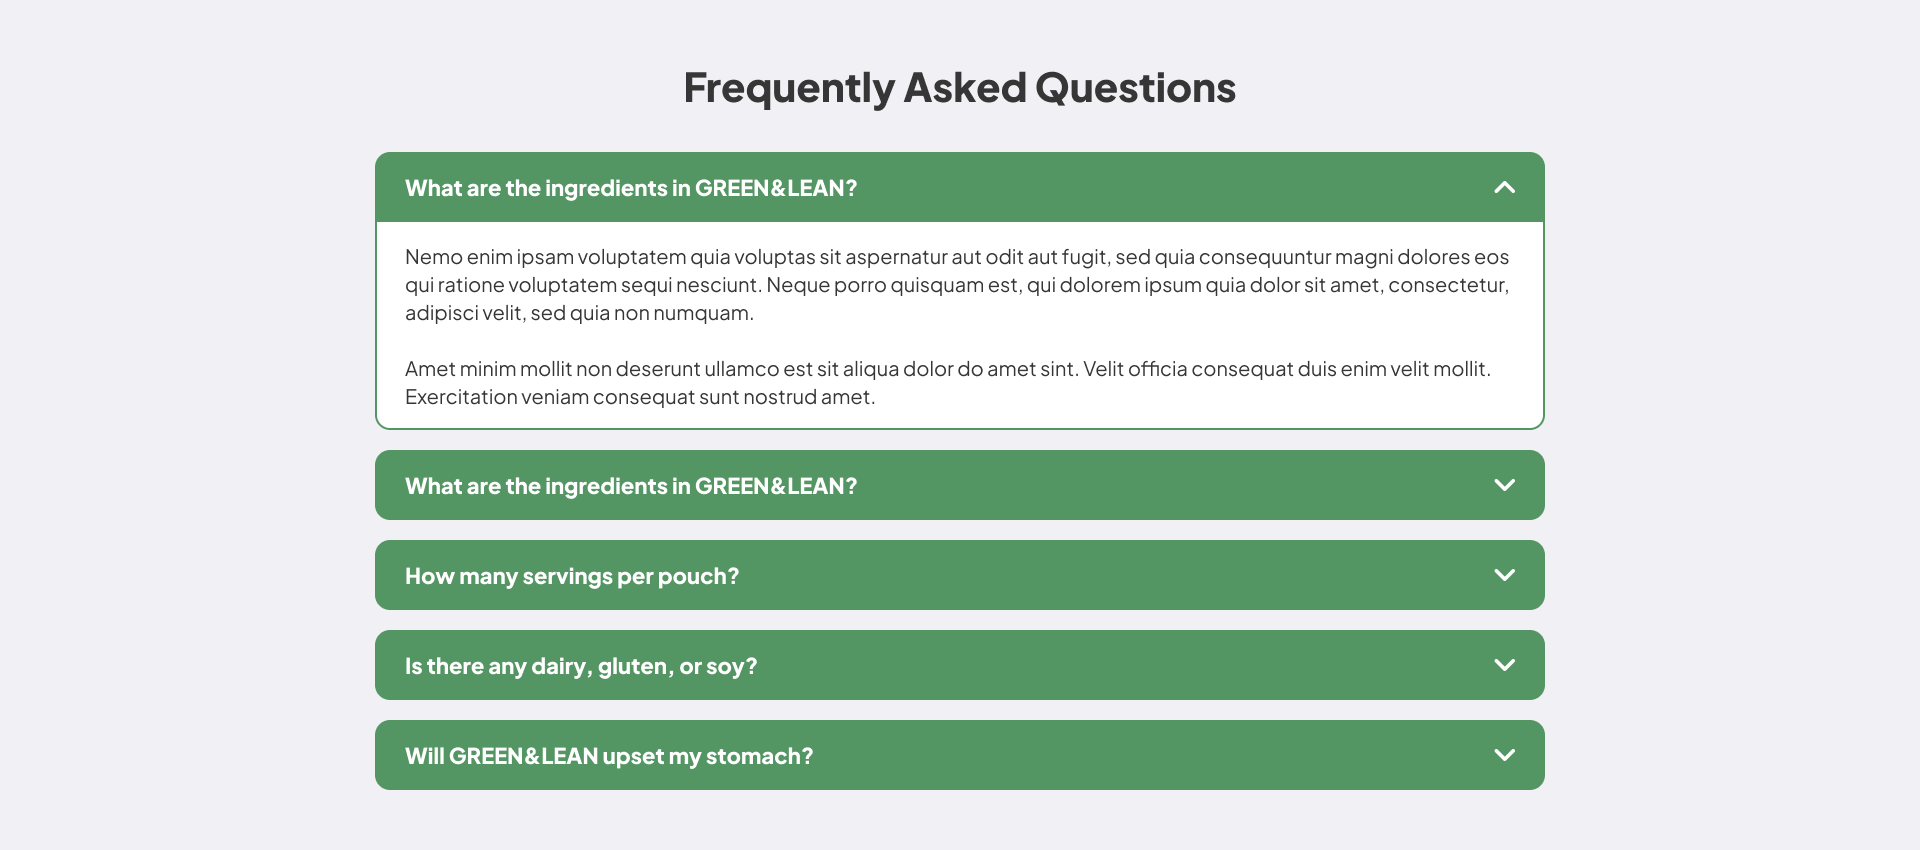 Frequently Asked Questions
What are the ingredients in GREEN&LEAN?
Nemo enim ipsam voluptatem quia voluptas sit aspernatur aut odit aut fugit, sed quia consequuntur magni dolores eos
qui ratione voluptatem sequi nesciunt. Neque porro quisquam est, qui dolorem ipsum quia dolor sit amet, consectetur,
adipisci velit, sed quia non numquam.
Amet minim mollit non deserunt ullamco est sit aliqua dolor do amet sint. Velit officia consequat duis enim velit mollit.
Exercitation veniam consequat sunt nostrud amet.
What are the ingredients in GREEN&LEAN?
How many servings per pouch?
Is there any dairy, gluten, or soy?
Will GREEN&LEAN upset my stomach?